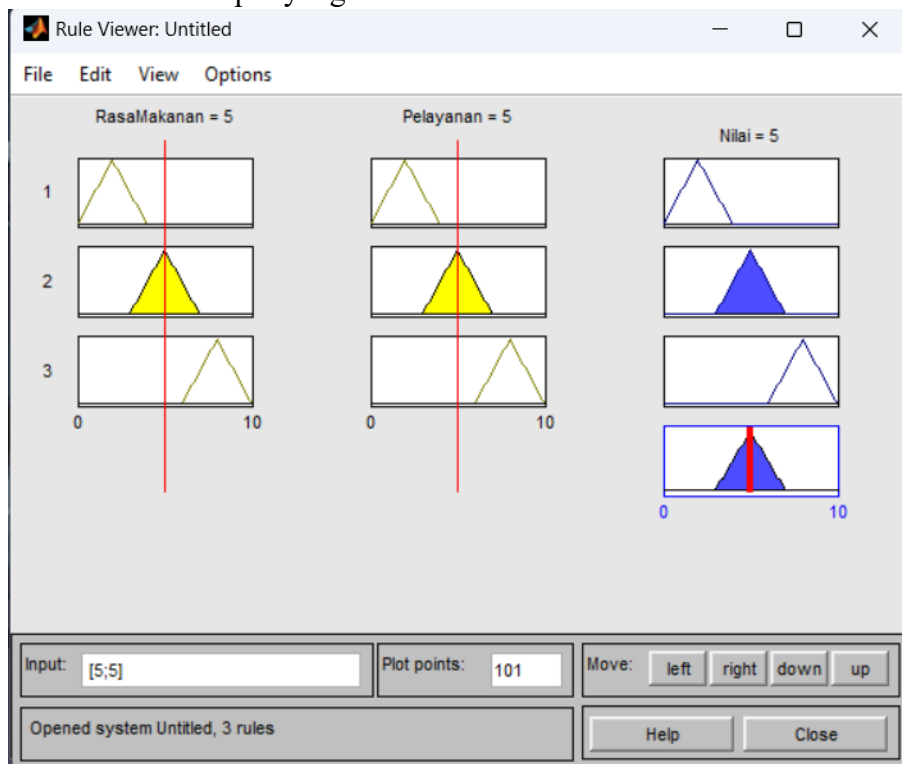 Rule Viewer: Untitled
File Edit View Options
RasaMakanan = 5 Pelayanan = 5 Nilai = 5
1
2
3
0 10 0 10
0 10
Input: [5;5] Plot points: 101 Move: left right down up
Opened system Untitled, 3 rules Help Close